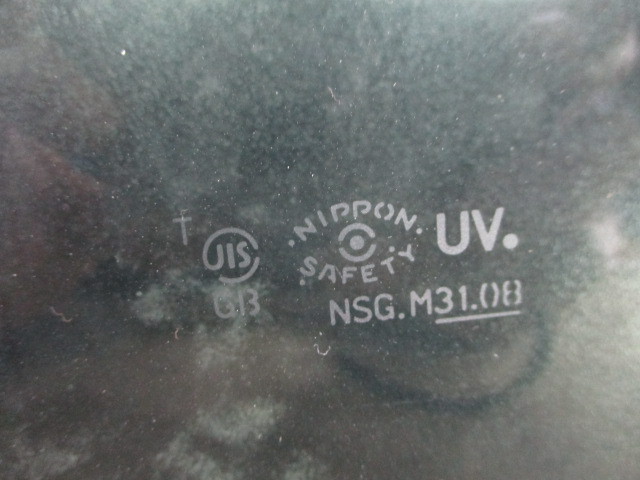 T
JIS
·NIPPON·
·SAFETY·
UV.
NSG.M31.08